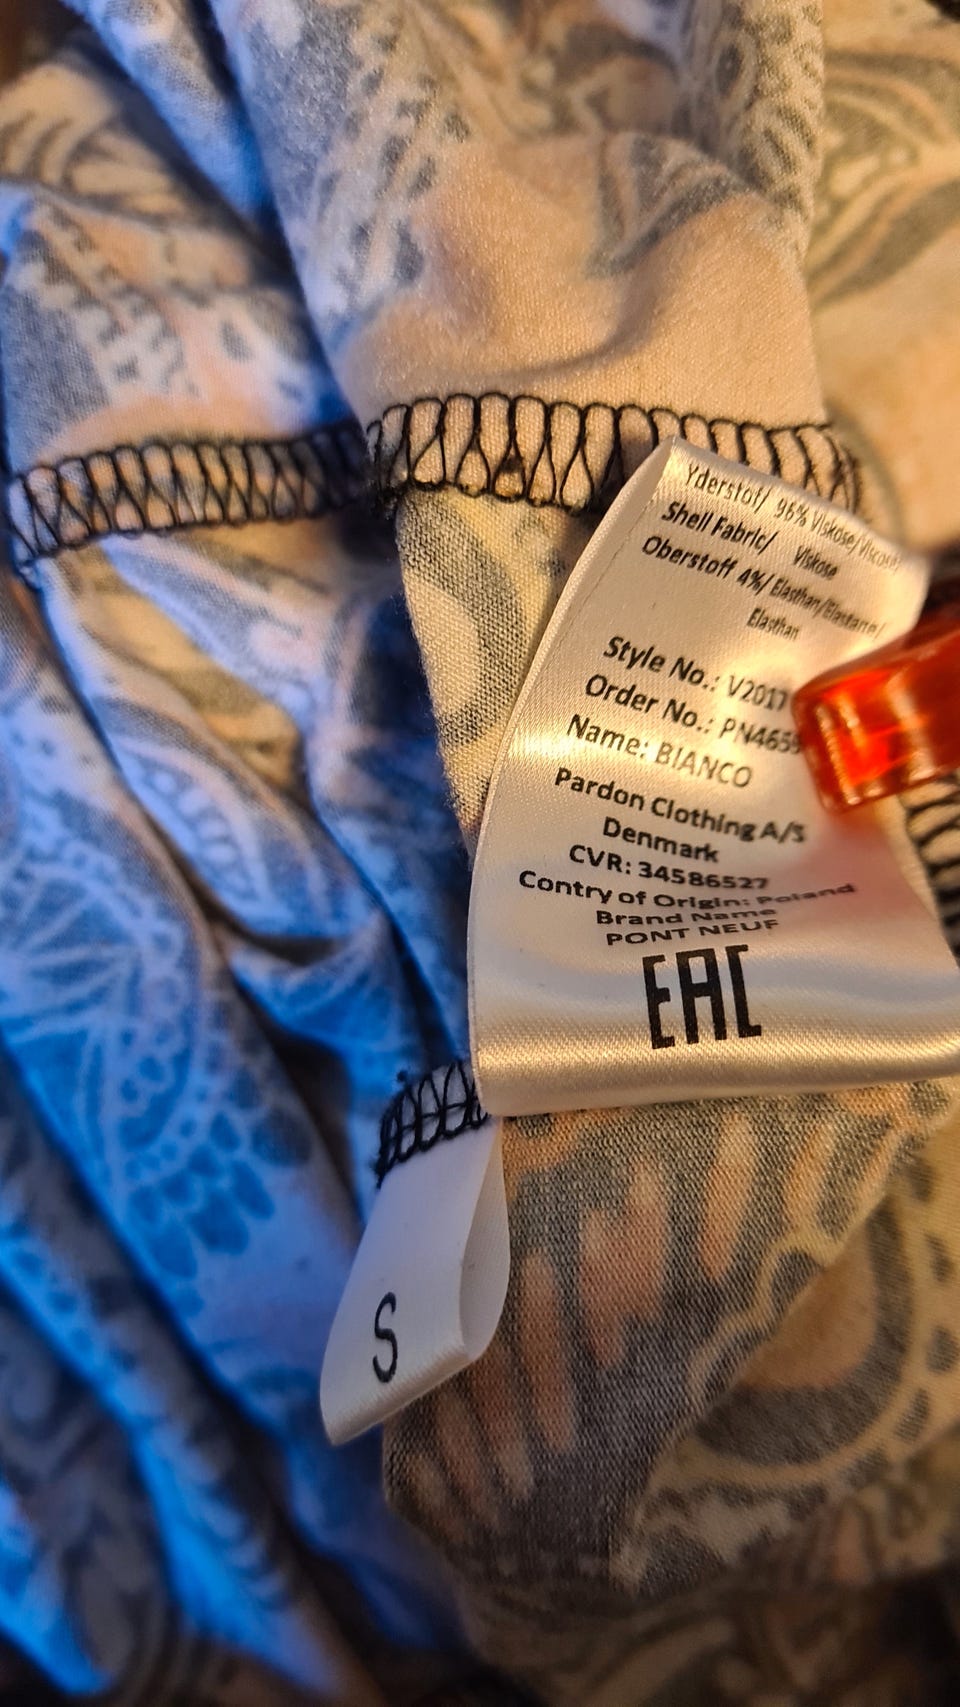 Yderstof/ 96% Viskose/Viscose/
Shell Fabric/ Viskose
Oberstoff 4%/ Elasthan/Elastane/
Elasthan
Style No.: V2017
Order No.: PN4659
Name: BIANCO
Pardon Clothing A/S
Denmark
CVR: 34586527
Contry of Origin: Poland
Brand Name
PONT NEUF
EAC
S